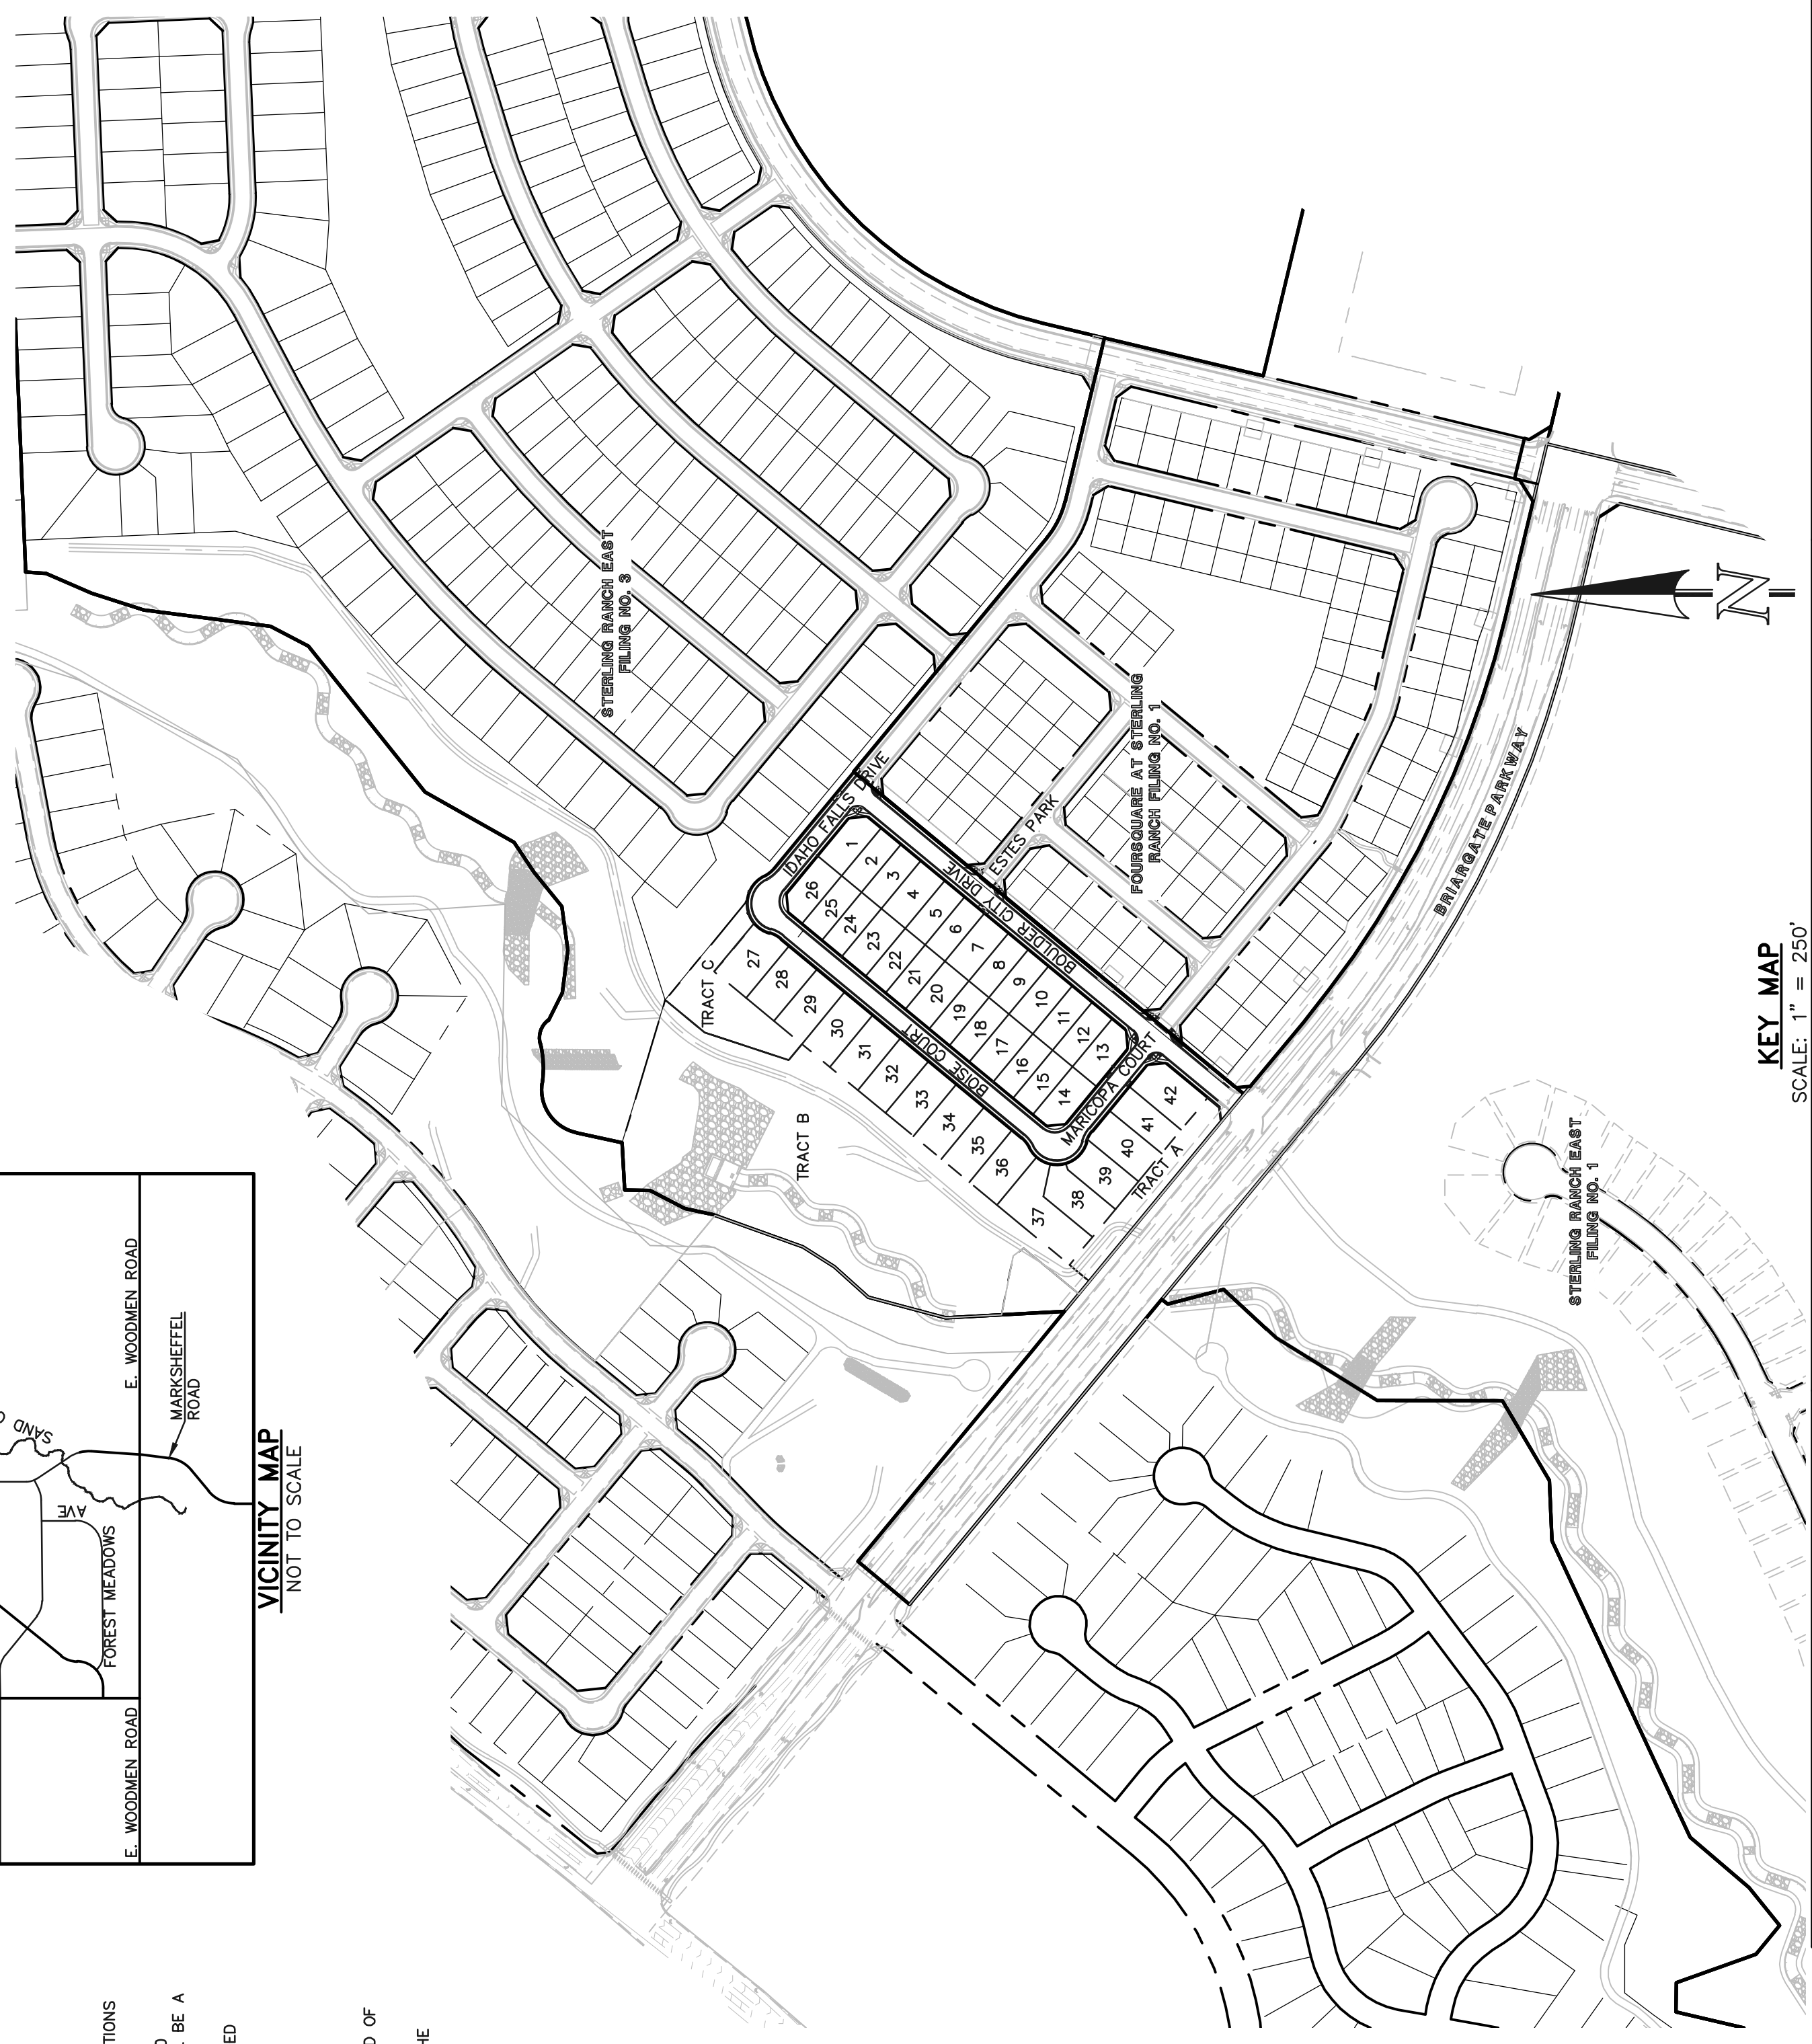 TIONS
BE A
ED
D OF
HE
E. WOODMEN ROAD
E. WOODMEN ROAD
FOREST MEADOWS
AVE
SAND
MARKSHEFFEL
ROAD
VICINITY MAP
NOT TO SCALE
STERLING RANCH EAST
FILING NO. 3
FOURSQUARE AT STERLING
RANCH FILING NO. 1
STERLING RANCH EAST
FILING NO. 1
IDAHO FALLS DRIVE
BOULDER CITY DRIVE
ESTES PARK
BOISE COURT
MARICOPA COURT
BRIARGATE PARKWAY
TRACT A
TRACT B
TRACT C
1
2
3
4
5
6
7
8
9
10
11
12
13
14
15
16
17
18
19
20
21
22
23
24
25
26
27
28
29
30
31
32
33
34
35
36
37
38
39
40
41
42
N
KEY MAP
SCALE: 1" = 250'